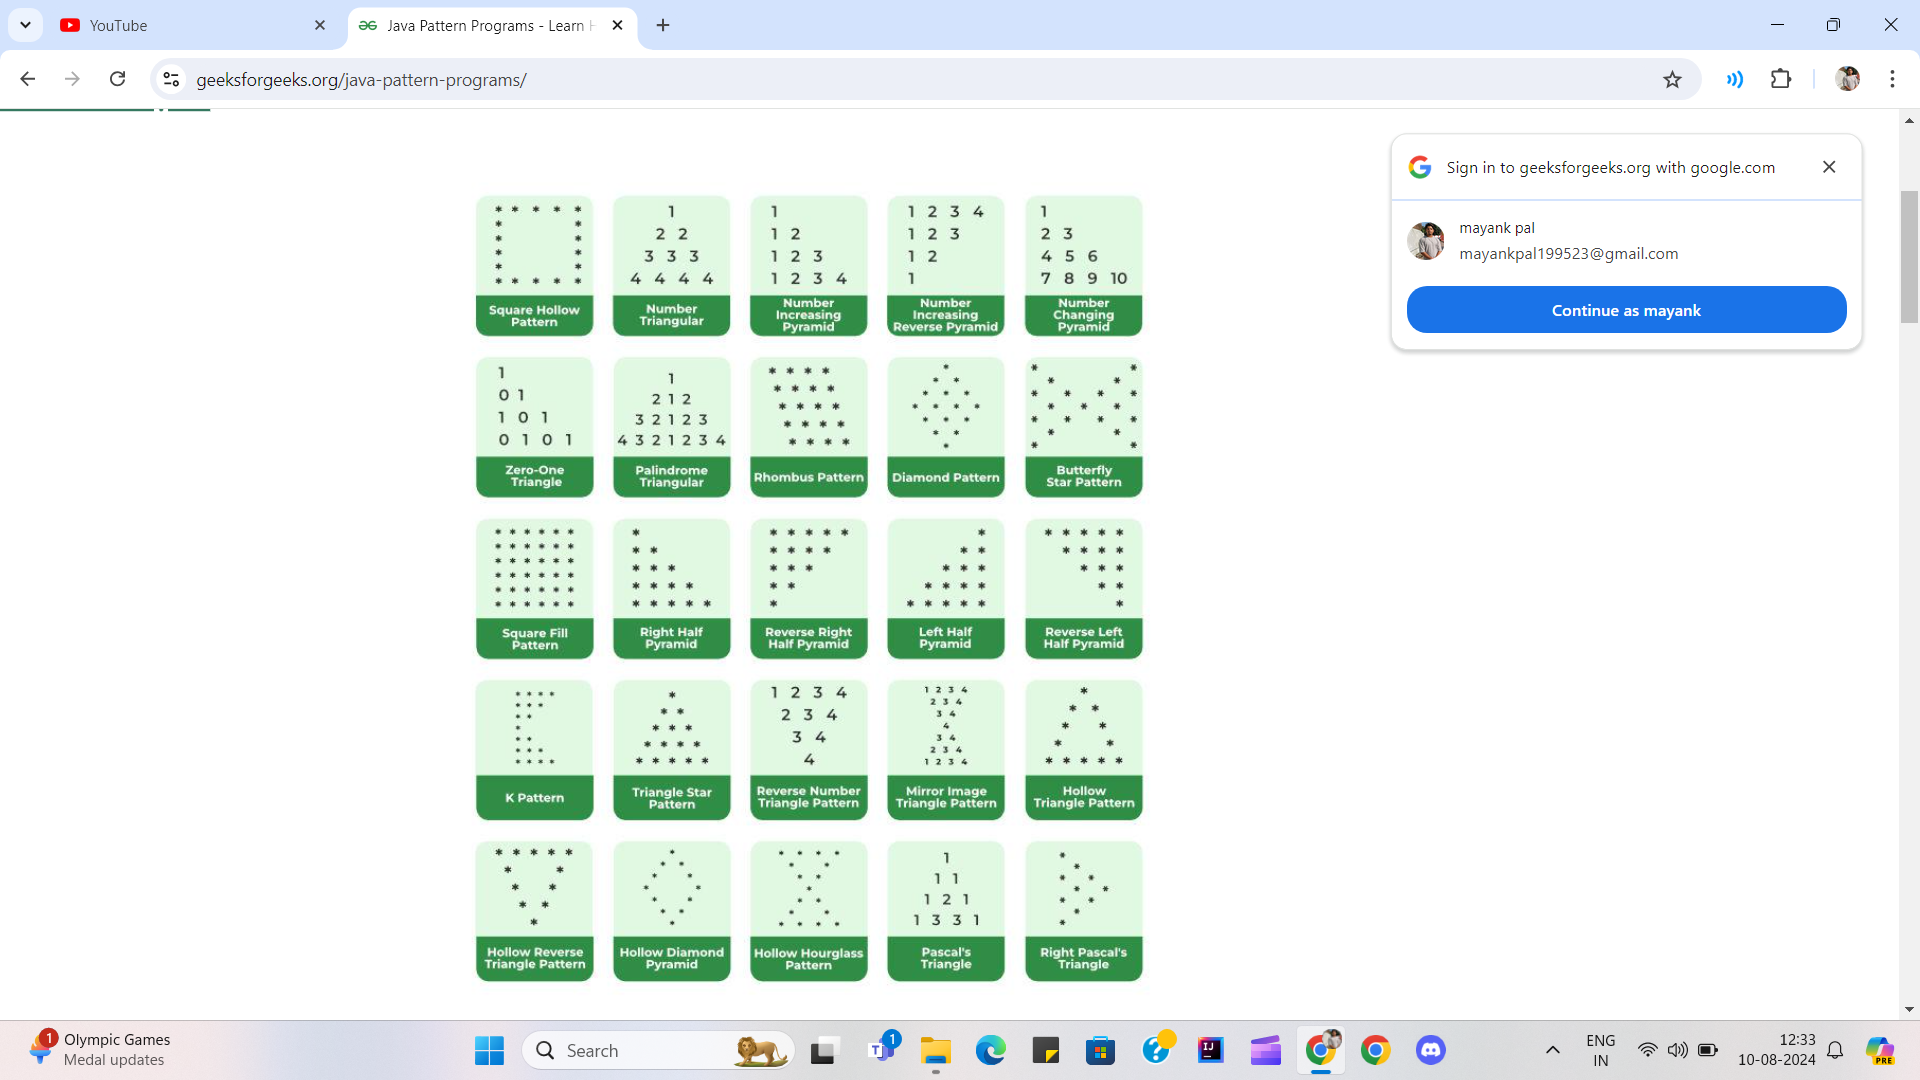 YouTube
Java Pattern Programs - Learn H
geeksforgeeks.org/java-pattern-programs/
Sign in to geeksforgeeks.org with google.com
mayank pal
mayankpal199523@gmail.com
Continue as mayank
* * * * *
* *
* *
* *
* *
* * * * *
Square Hollow
Pattern
1
2 2
3 3 3
4 4 4 4
Number
Triangular
1
1 2
1 2 3
1 2 3 4
Number
Increasing
Pyramid
1 2 3 4
1 2 3
1 2
1
Number
Increasing
Reverse Pyramid
1
2 3
4 5 6
7 8 9 10
Number
Changing
Pyramid
1
0 1
1 0 1
0 1 0 1
Zero-One
Triangle
1
2 1 2
3 2 1 2 3
4 3 2 1 2 3 4
Palindrome
Triangular
* * * *
* * * *
* * * *
* * * *
* * * *
Rhombus Pattern
*
* *
* * *
* * * *
* * *
* *
*
Diamond Pattern
* *
* *
* * * *
* * *
* * * *
* *
* *
Butterfly
Star Pattern
* * * * * *
* * * * * *
* * * * * *
* * * * * *
* * * * * *
* * * * * *
Square Fill
Pattern
*
* *
* * *
* * * *
* * * * *
Right Half
Pyramid
* * * * *
* * * *
* * *
* *
*
Reverse Right
Half Pyramid
*
* *
* * *
* * * *
* * * * *
Left Half
Pyramid
* * * * *
* * * *
* * *
* *
*
Reverse Left
Half Pyramid
* * * *
* * *
* *
*
* *
* * *
* * * *
K Pattern
*
* *
* * *
* * * *
* * * * *
Triangle Star
Pattern
1 2 3 4
2 3 4
3 4
4
Reverse Number
Triangle Pattern
1 2 3 4
2 3 4
3 4
4
3 4
2 3 4
1 2 3 4
Mirror Image
Triangle Pattern
*
* *
* *
* *
* * * * *
Hollow
Triangle Pattern
* * * * *
* *
* *
* *
*
Hollow Reverse
Triangle Pattern
*
* *
* *
* *
* *
* *
*
Hollow Diamond
Pyramid
* * * *
* *
* *
*
* *
* *
* * * *
Hollow Hourglass
Pattern
1
1 1
1 2 1
1 3 3 1
Pascal's
Triangle
*
*
* *
* *
* *
*
*
Right Pascal's
Triangle
1
Olympic Games
Medal updates
Search
1
ENG
IN
12:33
10-08-2024
PRE